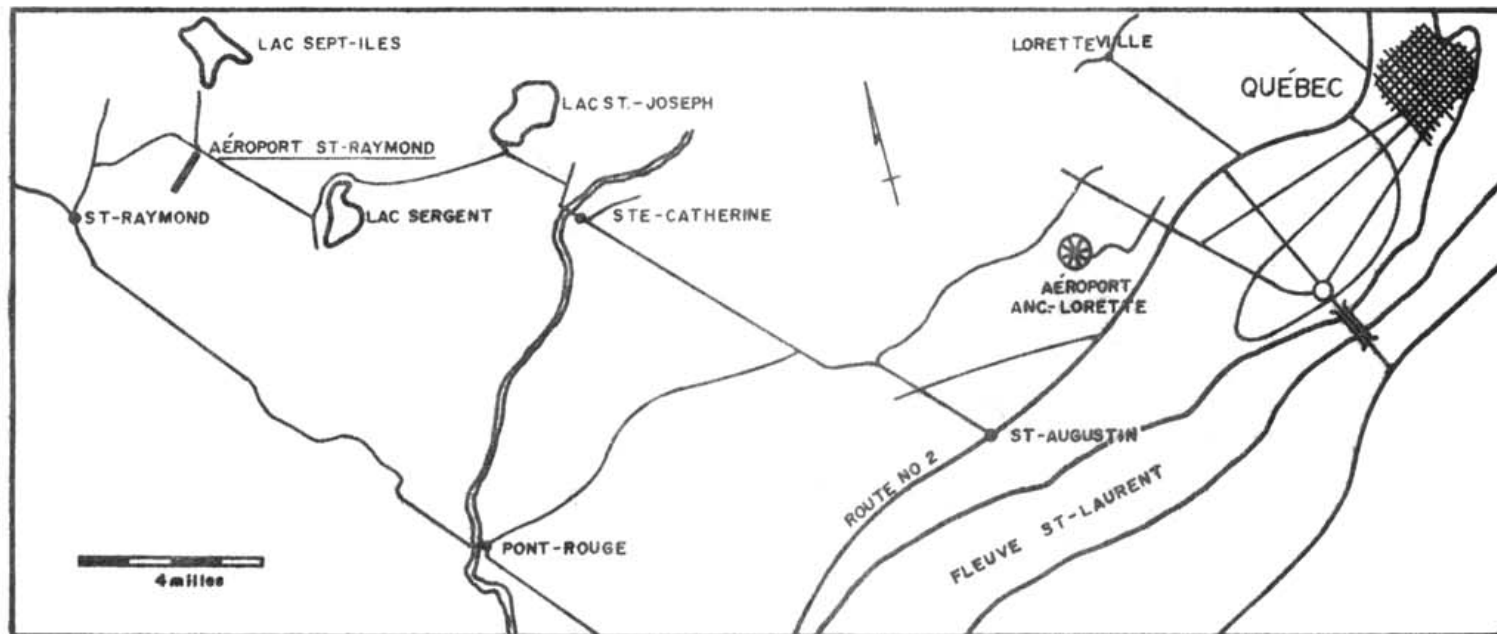 LAC SEPT-ILES
LORETTEVILLE
QUÉBEC
LAC ST.-JOSEPH
AÉROPORT ST-RAYMOND
ST-RAYMOND
LAC SERGENT
STE-CATHERINE
AÉROPORT
ANC.-LORETTE
ST-AUGUSTIN
ROUTE NO 2
FLEUVE ST-LAURENT
PONT-ROUGE
4 milles